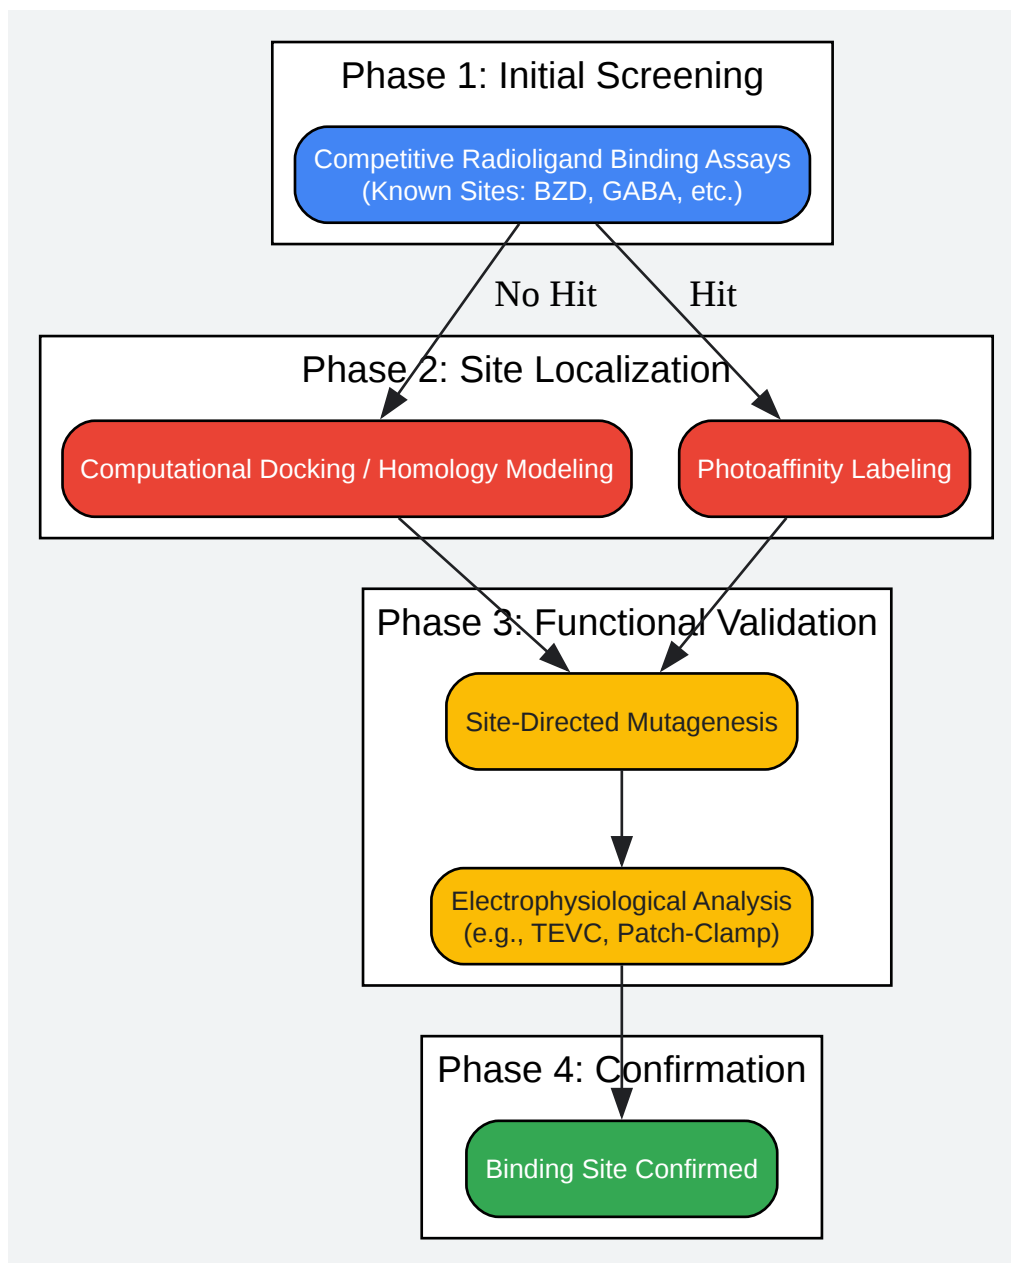 Phase 1: Initial Screening
Competitive Radioligand Binding Assays
(Known Sites: BZD, GABA, etc.)
No Hit
Hit
Phase 2: Site Localization
Computational Docking / Homology Modeling
Photoaffinity Labeling
Phase 3: Functional Validation
Site-Directed Mutagenesis
Electrophysiological Analysis
(e.g., TEVC, Patch-Clamp)
Phase 4: Confirmation
Binding Site Confirmed